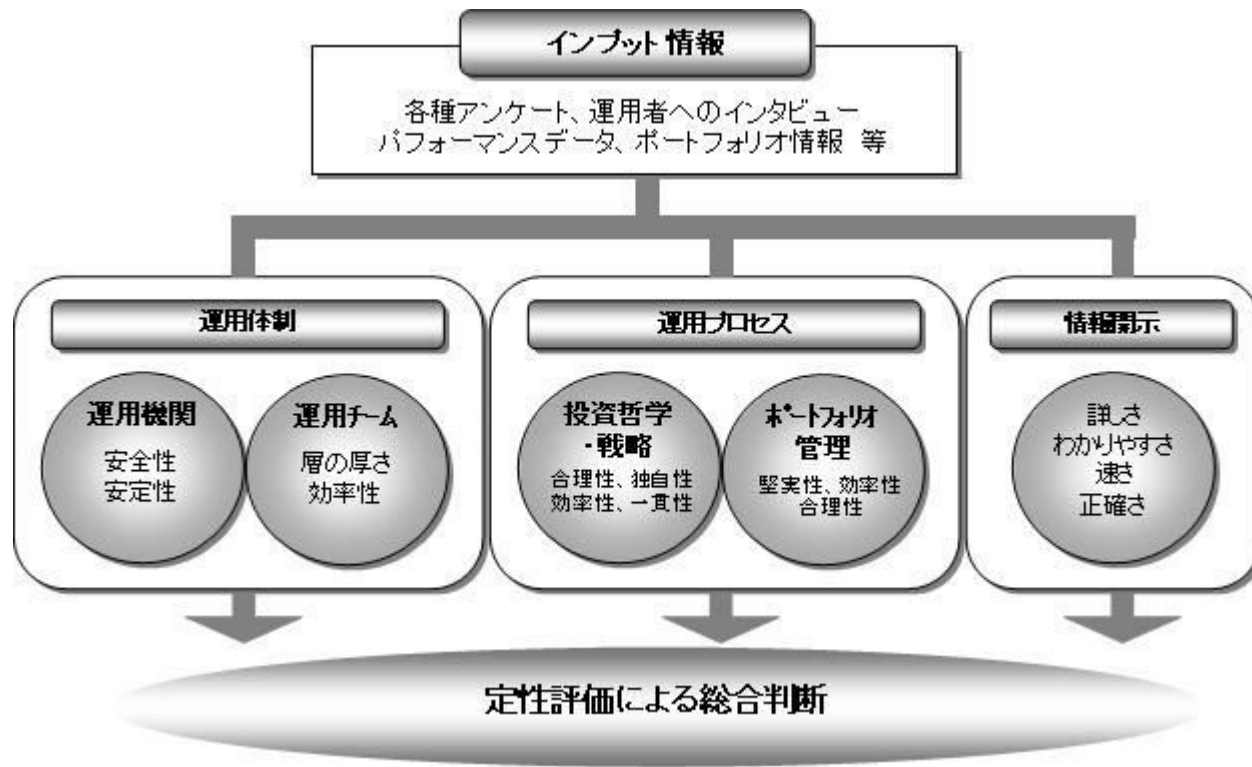 インプット情報
各種アンケート、運用者へのインタビュー
パフォーマンスデータ、ポートフォリオ情報 等
運用体制
運用機関
安全性
安定性
運用チーム
層の厚さ
効率性
運用プロセス
投資哲学
・戦略
合理性、独自性
効率性、一貫性
ポートフォリオ
管理
堅実性、効率性
合理性
情報開示
詳しさ
わかりやすさ
速さ
正確さ
定性評価による総合判断